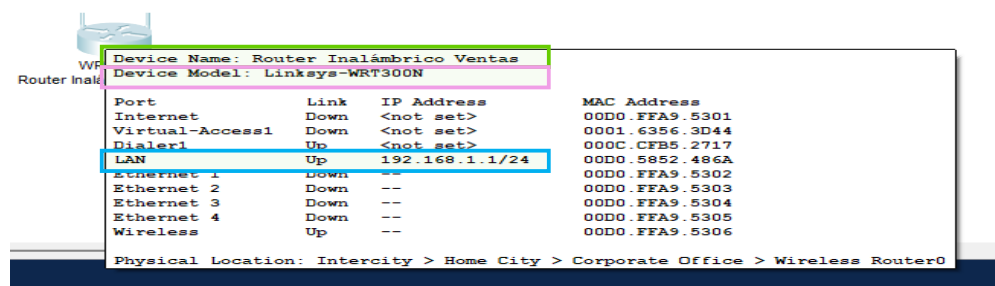 WR
Router Inalá
Device Name: Router Inalámbrico Ventas
Device Model: Linksys-WRT300N
Port Link IP Address MAC Address
Internet Down <not set> 00D0.FFA9.5301
Virtual-Access1 Down <not set> 0001.6356.3D44
Dialer1 Up <not set> 000C.CFB5.2717
LAN Up 192.168.1.1/24 00D0.5852.486A
Ethernet 1 Down -- 00D0.FFA9.5302
Ethernet 2 Down -- 00D0.FFA9.5303
Ethernet 3 Down -- 00D0.FFA9.5304
Ethernet 4 Down -- 00D0.FFA9.5305
Wireless Up -- 00D0.FFA9.5306
Physical Location: Intercity > Home City > Corporate Office > Wireless Router0